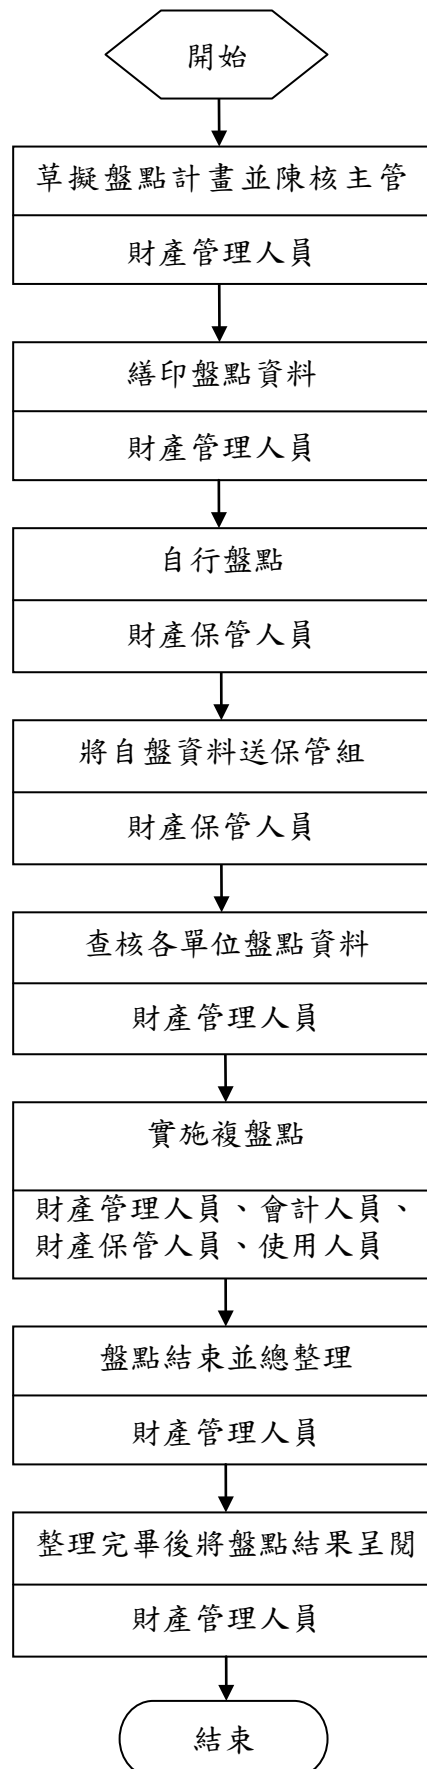 開始
草擬盤點計畫並陳核主管
財產管理人員
繕印盤點資料
財產管理人員
自行盤點
財產保管人員
將自盤資料送保管組
財產保管人員
查核各單位盤點資料
財產管理人員
實施複盤點
財產管理人員、會計人員、
財產保管人員、使用人員
盤點結束並總整理
財產管理人員
整理完畢後將盤點結果呈閱
財產管理人員
結束